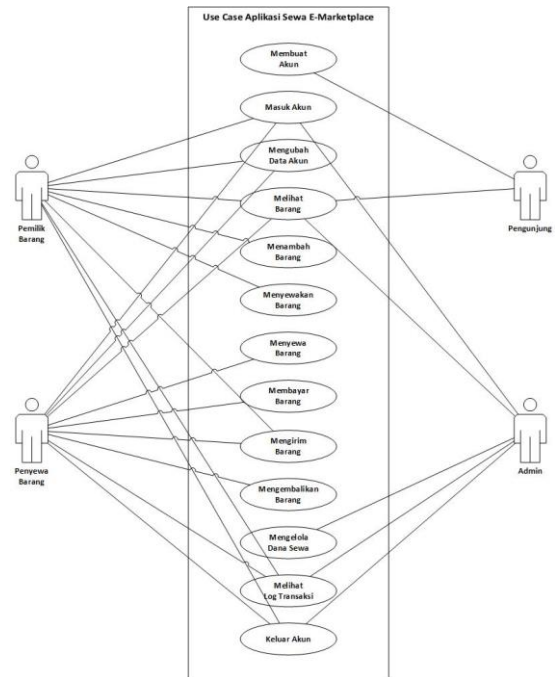 Use Case Aplikasi Sewa E-Marketplace
Membuat
Akun
Masuk Akun
Mengubah
Data Akun
Melihat
Barang
Menambah
Barang
Menyewakan
Barang
Menyewa
Barang
Membayar
Barang
Mengirim
Barang
Mengembalikan
Barang
Mengelola
Dana Sewa
Melihat
Log Transaksi
Keluar Akun
Pemilik
Barang
Penyewa
Barang
Pengunjung
Admin